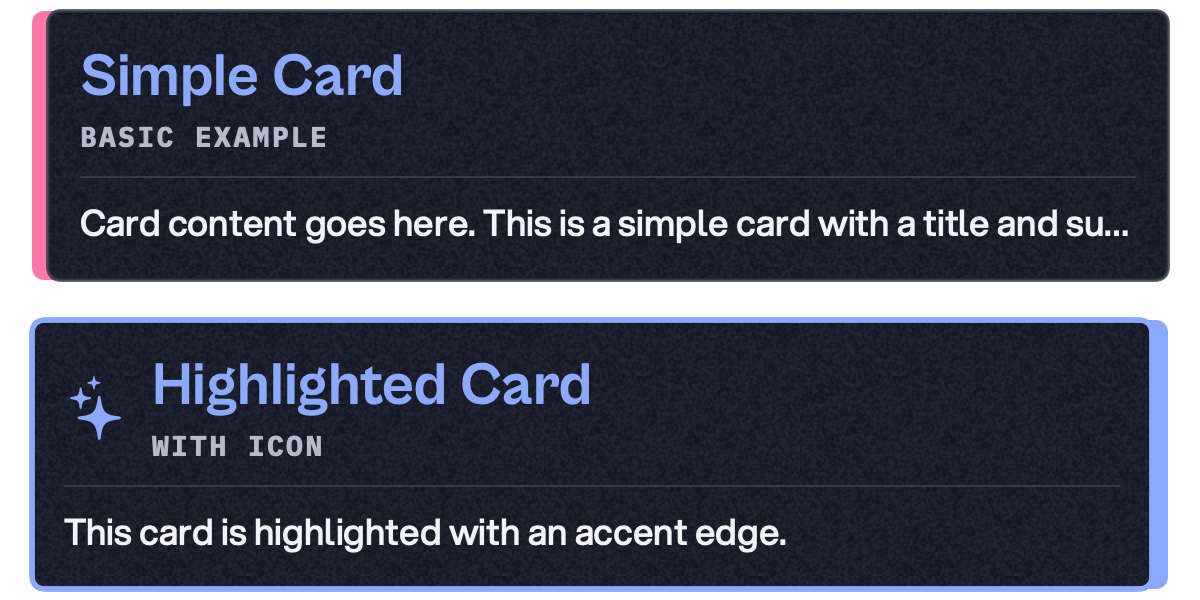 Simple Card
BASIC EXAMPLE
Card content goes here. This is a simple card with a title and su...
Highlighted Card
WITH ICON
This card is highlighted with an accent edge.